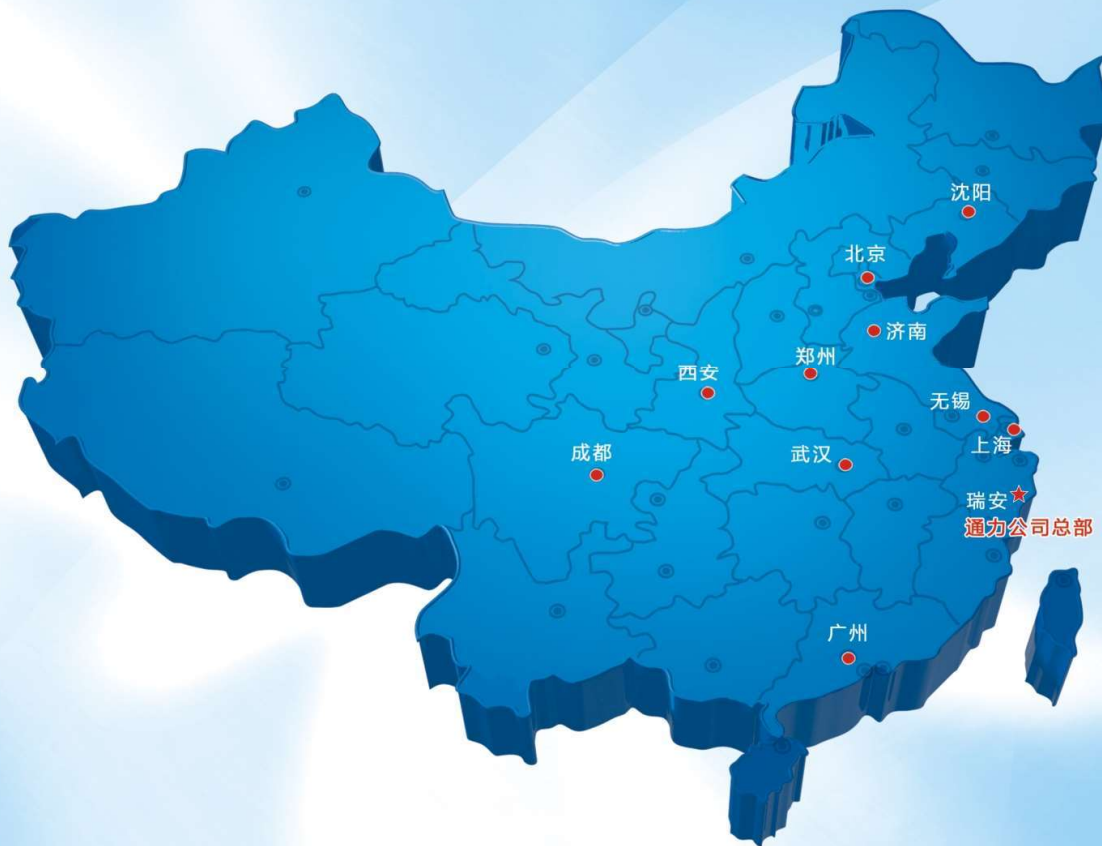 沈阳
北京
济南
郑州
西安
无锡
上海
成都
武汉
瑞安
通力公司总部
广州